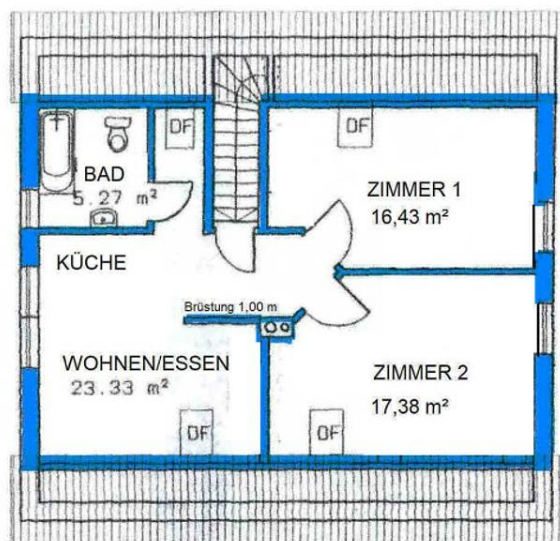 DF
DF
BAD
5.27 m²
ZIMMER 1
16,43 m²
KÜCHE
Brüstung 1,00 m
WOHNEN/ESSEN
23.33 m²
ZIMMER 2
17,38 m²
DF
DF